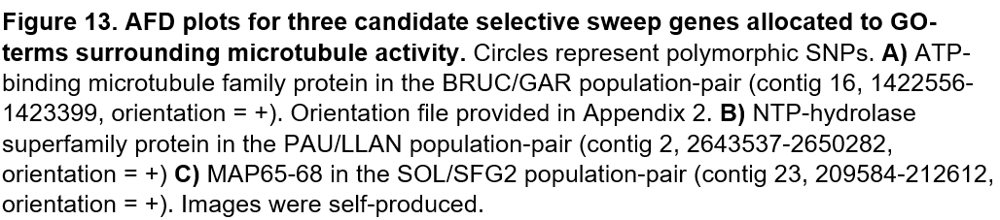 Figure 13. AFD plots for three candidate selective sweep genes allocated to GO-
terms surrounding microtubule activity. Circles represent polymorphic SNPs. A) ATP-
binding microtubule family protein in the BRUC/GAR population-pair (contig 16, 1422556-
1423399, orientation = +). Orientation file provided in Appendix 2. B) NTP-hydrolase
superfamily protein in the PAU/LLAN population-pair (contig 2, 2643537-2650282,
orientation = +) C) MAP65-68 in the SOL/SFG2 population-pair (contig 23, 209584-212612,
orientation = +). Images were self-produced.